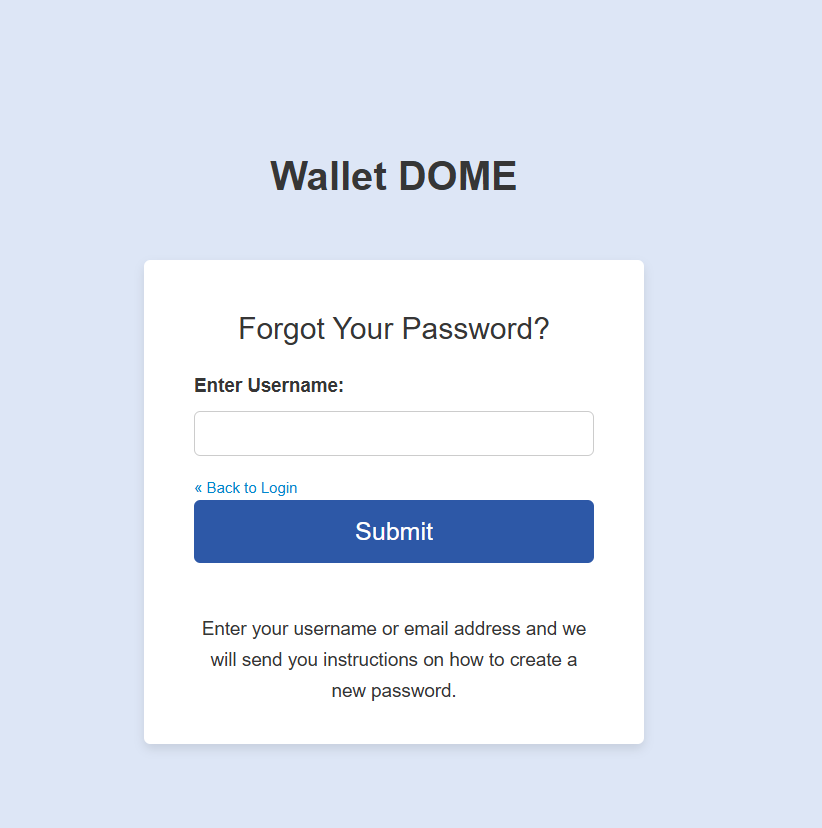 Wallet DOME
Forgot Your Password?
Enter Username:
« Back to Login
Submit
Enter your username or email address and we
will send you instructions on how to create a
new password.